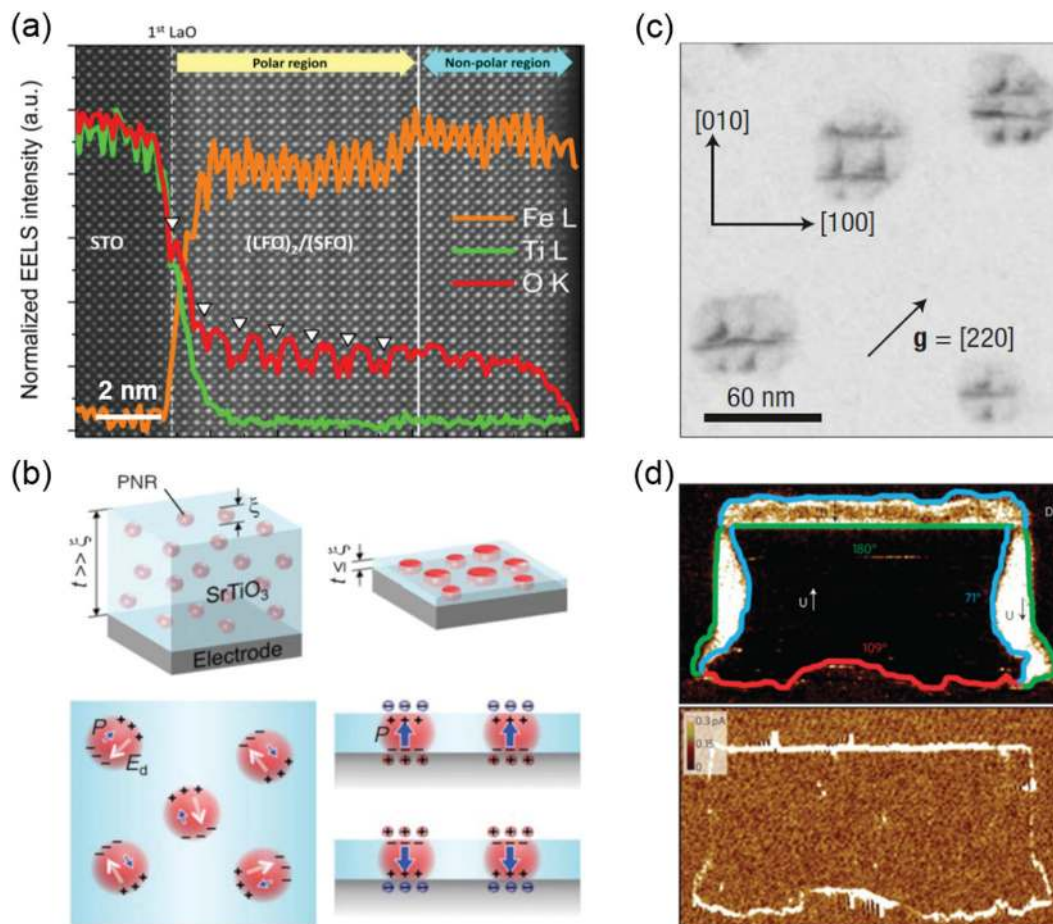 (a)
1st LaO
Polar region
Non-polar region
Normalized EELS intensity (a.u.)
STO
(LFO)2/(SFO)
Fe L
Ti L
O K
2 nm
(b)
PNR
ξ
t >> ξ
SrTiO3
Electrode
t ≤ ξ
P
Ed
P
(c)
[010]
[100]
g = [220]
60 nm
(d)
D
180°
U
71°
U
109°
0.3 pA
0.15
0